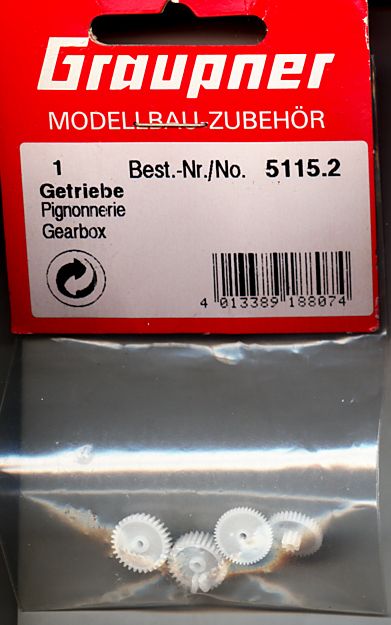 Graupner
MODELLBAU-ZUBEHÖR
1 Best.-Nr./No. 5115.2
Getriebe
Pignonnerie
Gearbox
4 013389 188074